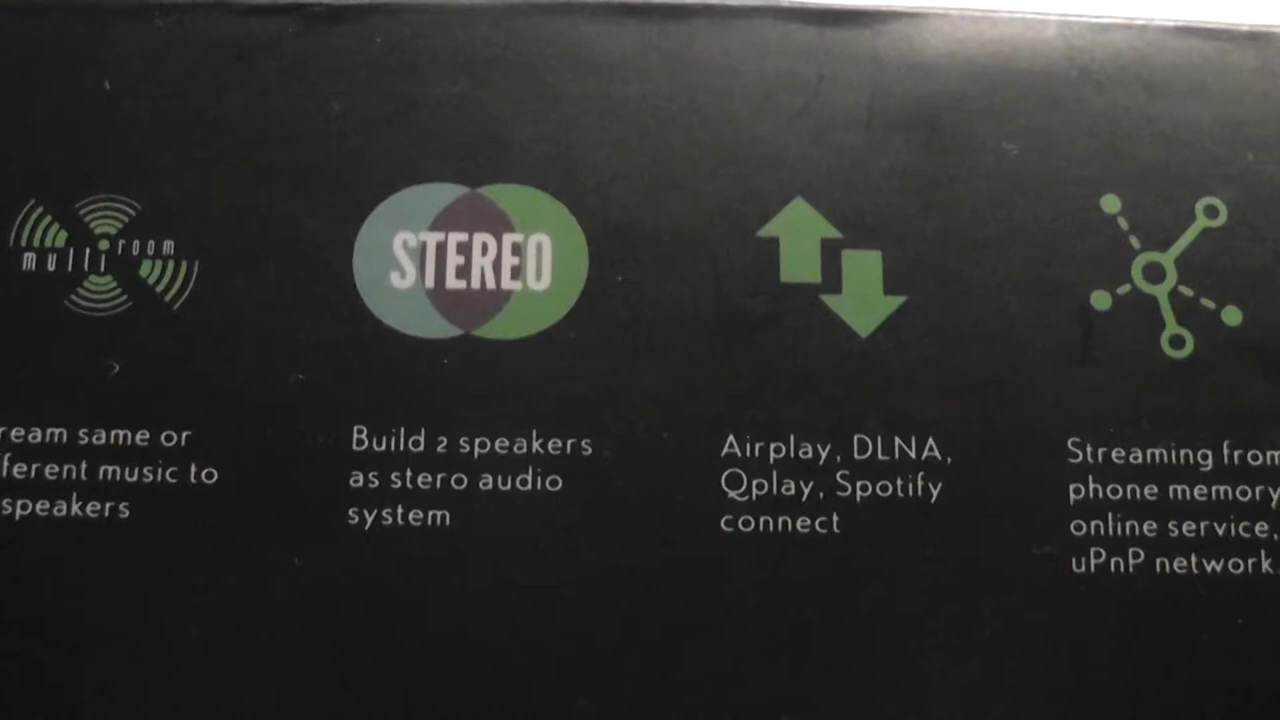 multi room
STEREO
ream same or
ferent music to
speakers
Build 2 speakers
as stero audio
system
Airplay, DLNA,
Qplay, Spotify
connect
Streaming from
phone memory
online service,
uPnP network.